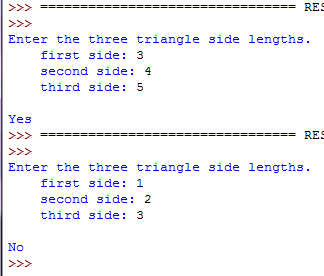 >>> ================================ RES
>>>
Enter the three triangle side lengths.
    first side: 3
    second side: 4
    third side: 5

Yes
>>> ================================ RES
>>>
Enter the three triangle side lengths.
    first side: 1
    second side: 2
    third side: 3

No
>>>